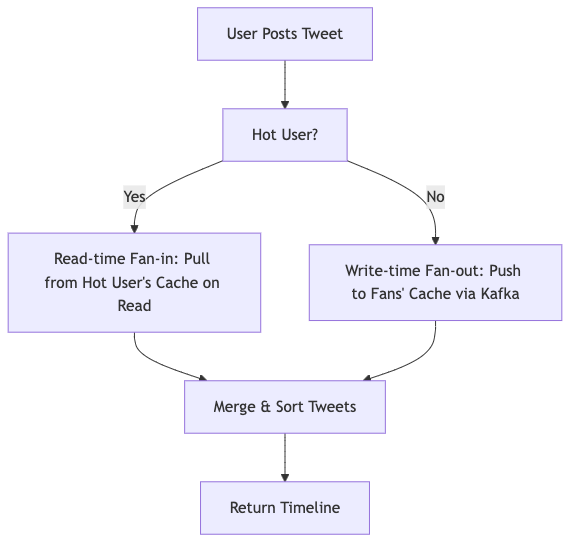 User Posts Tweet
Hot User?
Yes
No
Read-time Fan-in: Pull
from Hot User's Cache on
Read
Write-time Fan-out: Push
to Fans' Cache via Kafka
Merge & Sort Tweets
Return Timeline